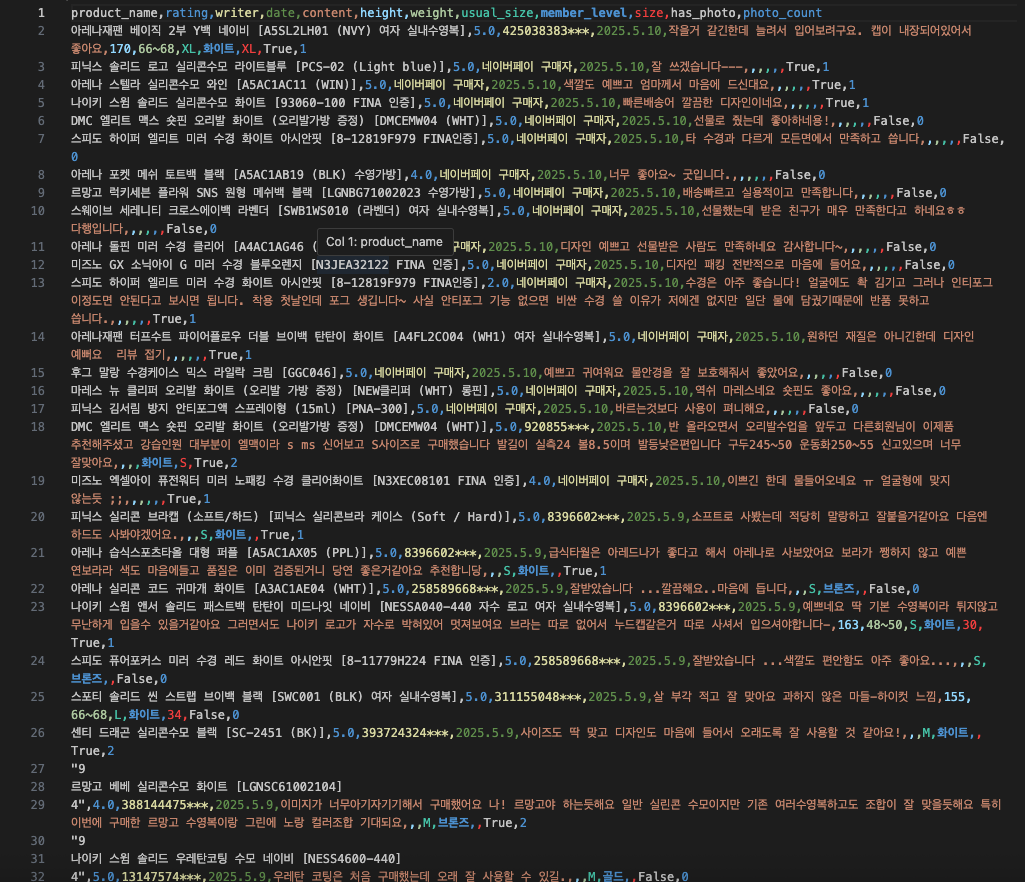 1 product_name,rating,writer,date,content,height,weight,usual_size,member_level,size,has_photo,photo_count
2 아레나재팬 베이직 2부 Y백 네이비 [A5SL2LH01 (NVY) 여자 실내수영복],5.0,425038383***,2025.5.10,작을거 같긴한데 늘려서 입어보려구요. 캡이 내장되어있어서
좋아요,170,66~68,XL,화이트,XL,True,1
3 피닉스 솔리드 로고 실리콘수모 라이트블루 [PCS-02 (Light blue)],5.0,네이버페이 구매자,2025.5.10,잘 쓰겠습니다~~~,,,,,,True,1
4 아레나 스텔라 실리콘수모 와인 [A5AC1AC11 (WIN)],5.0,네이버페이 구매자,2025.5.10,색깔도 예쁘고 엄마께서 마음에 드신대요,,,,,,True,1
5 나이키 스윔 솔리드 실리콘수모 화이트 [93060-100 FINA 인증],5.0,네이버페이 구매자,2025.5.10,빠른배송어 깔끔한 디자인이네요,,,,,,True,1
6 DMC 엘리트 맥스 숏핀 오리발 화이트 (오리발가방 증정) [DMCEMW04 (WHT)],5.0,네이버페이 구매자,2025.5.10,선물로 줬는데 좋아하네용!,,,,,,False,0
7 스피도 하이퍼 엘리트 미러 수경 화이트 아시안핏 [8-12819F979 FINA인증],5.0,네이버페이 구매자,2025.5.10,타 수경과 다르게 모든면에서 만족하고 씁니다,,,,,,False,
0
8 아레나 포켓 메쉬 토트백 블랙 [A5AC1AB19 (BLK) 수영가방],4.0,네이버페이 구매자,2025.5.10,너무 좋아요~ 굿입니다.,,,,,,False,0
9 르망고 럭키세븐 플라워 SNS 원형 메쉬백 블랙 [LGNBG71002023 수영가방],5.0,네이버페이 구매자,2025.5.10,배송빠르고 실용적이고 만족합니다,,,,,,False,0
10 스웨이브 세레니티 크로스에이백 라벤더 [SWB1WS010 (라벤더) 여자 실내수영복],5.0,네이버페이 구매자,2025.5.10,선물했는데 받은 친구가 매우 만족한다고 하네요ㅎㅎ
다행입니다,,,,,,False,0
11 아레나 돌핀 미러 수경 클리어 [A4AC1AG46 ( 구매자,2025.5.10,디자인 예쁘고 선물받은 사람도 만족하네요 감사합니다~,,,,,,False,0
Col 1: product_name
12 미즈노 GX 소닉아이 G 미러 수경 블루오렌지 [N3JEA32122 FINA 인증],5.0,네이버페이 구매자,2025.5.10,디자인 패킹 전반적으로 마음에 들어요,,,,,,False,0
13 스피도 하이퍼 엘리트 미러 수경 화이트 아시안핏 [8-12819F979 FINA인증],2.0,네이버페이 구매자,2025.5.10,수경은 아주 좋습니다! 얼굴에도 확 김기고 그러나 인티포그
이정도면 안된다고 보시면 됩니다. 착용 첫날인데 포그 생깁니다~ 사실 안티포그 기능 없으면 비싼 수경 쓸 이유가 저에겐 없지만 일단 물에 담궜기때문에 반품 못하고
씁니다.,,,,,,True,1
14 아레나재팬 터프수트 파이어플로우 더블 브이백 탄탄이 화이트 [A4FL2CO04 (WH1) 여자 실내수영복],5.0,네이버페이 구매자,2025.5.10,원하던 재질은 아니긴한데 디자인
예뻐요  리뷰 접기,,,,,,True,1
15 후그 말랑 수경케이스 믹스 라일락 크림 [GGC046],5.0,네이버페이 구매자,2025.5.10,예쁘고 귀여워요 물안경을 잘 보호해줘서 좋았어요,,,,,,False,0
16 마레스 뉴 클리퍼 오리발 화이트 (오리발 가방 증정) [NEW클리퍼 (WHT) 롱핀],5.0,네이버페이 구매자,2025.5.10,역쉬 마레스네요 숏핀도 좋아요,,,,,,False,0
17 피닉스 김서림 방지 안티포그액 스프레이형 (15ml) [PNA-300],5.0,네이버페이 구매자,2025.5.10,바르는것보다 사용이 펴니해요,,,,,,False,0
18 DMC 엘리트 맥스 숏핀 오리발 화이트 (오리발가방 증정) [DMCEMW04 (WHT)],5.0,920855***,2025.5.10,반 올라오면서 오리발수업을 앞두고 다른회원님이 이제품
추천해주셨고 강습인원 대부분이 엘맥이라 s ms 신어보고 S사이즈로 구매했습니다 발길이 실측24 볼8.5이며 발등낮은편입니다 구두245~50 운동화250~55 신고있으며 너무
잘맞아요,,,,화이트,S,True,2
19 미즈노 엑셀아이 퓨전워터 미러 노패킹 수경 클리어화이트 [N3XEC08101 FINA 인증],4.0,네이버페이 구매자,2025.5.10,이쁘긴 한데 물들어오네요 ㅠ 얼굴형에 맞지
않는듯 ;;,,,,,,True,1
20 피닉스 실리콘 브라캡 (소프트/하드) [피닉스 실리콘브라 케이스 (Soft / Hard)],5.0,8396602***,2025.5.9,소프트로 사봤는데 적당히 말랑하고 잘붙을거같아요 다음엔
하드도 사봐야겠어요.,,,S,화이트,,True,1
21 아레나 습식스포츠타올 대형 퍼플 [A5AC1AX05 (PPL)],5.0,8396602***,2025.5.9,급식타월은 아레드나가 좋다고 해서 아레나로 사보았어요 보라가 쨍하지 않고 예쁜
연보라라 색도 마음에들고 품질은 이미 검증된거니 당연 좋은거같아요 추천합니당,,,S,화이트,,True,1
22 아레나 실리콘 코드 귀마개 화이트 [A3AC1AE04 (WHT)],5.0,258589668***,2025.5.9,잘받았습니다 ...깔끔해요..마음에 듭니다,,,S,브론즈,,False,0
23 나이키 스윔 앤서 솔리드 패스트백 탄탄이 미드나잇 네이비 [NESSA040-440 자수 로고 여자 실내수영복],5.0,8396602***,2025.5.9,예쁘네요 딱 기본 수영복이라 튀지않고
무난하게 입을수 있을거같아요 그러면서도 나이키 로고가 자수로 박혀있어 멋져보여요 브라는 따로 없어서 누드캡같은거 따로 사셔서 입으셔야합니다~,163,48~50,S,화이트,30,
True,1
24 스피도 퓨어포커스 미러 수경 레드 화이트 아시안핏 [8-11779H224 FINA 인증],5.0,258589668***,2025.5.9,잘받았습니다 ...색깔도 편안함도 아주 좋아요...,,,S,
브론즈,,False,0
25 스포티 솔리드 씬 스트랩 브이백 블랙 [SWC001 (BLK) 여자 실내수영복],5.0,311155048***,2025.5.9,살 부각 적고 잘 맞아요 과하지 않은 마들-하이컷 느낌,155,
66~68,L,화이트,34,False,0
26 센티 드래곤 실리콘수모 블랙 [SC-2451 (BK)],5.0,393724324***,2025.5.9,사이즈도 딱 맞고 디자인도 마음에 들어서 오래도록 잘 사용할 것 같아요!,,,M,화이트,,
True,2
27 "9
28 르망고 베베 실리콘수모 화이트 [LGNSC61002104]
29 4",4.0,388144475***,2025.5.9,이미지가 너무아기자기기해서 구매했어요 나! 르망고야 하는듯해요 일반 실린콘 수모이지만 기존 여러수영복하고도 조합이 잘 맞을듯해요 특히
이번에 구매한 르망고 수영복이랑 그린에 노랑 컬러조합 기대되요,,,M,브론즈,,True,2
30 "9
31 나이키 스윔 솔리드 우레탄코팅 수모 네이비 [NESS4600-440]
32 4",5.0,13147574***,2025.5.9,우레탄 코팅은 처음 구매했는데 오래 잘 사용할 수 있길.,,,M,골드,,False,0